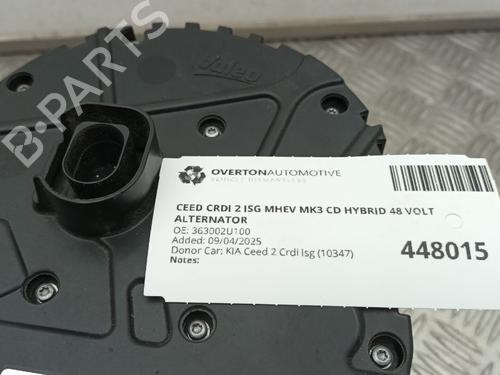 Valeo
B-PARTS
OVERTONAUTOMOTIVE
VEHICLE DISMANTLERS
CEED CRDI 2 ISG MHEV MK3 CD HYBRID 48 VOLT
ALTERNATOR
OE: 363002U100
Added: 09/04/2025
Donor Car: KIA Ceed 2 Crdi Isg (10347)
Notes:
448015